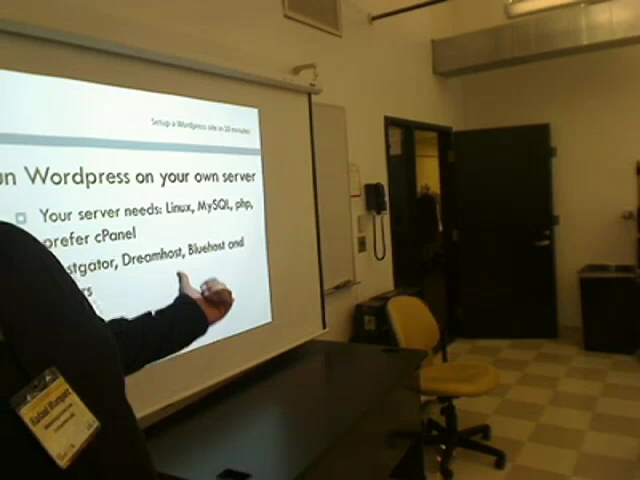 Setup a Wordpress site in 20 minutes
un Wordpress on your own server
Your server needs: Linux, MySQL, php,
prefer cPanel
stgator, Dreamhost, Bluehost and
rs